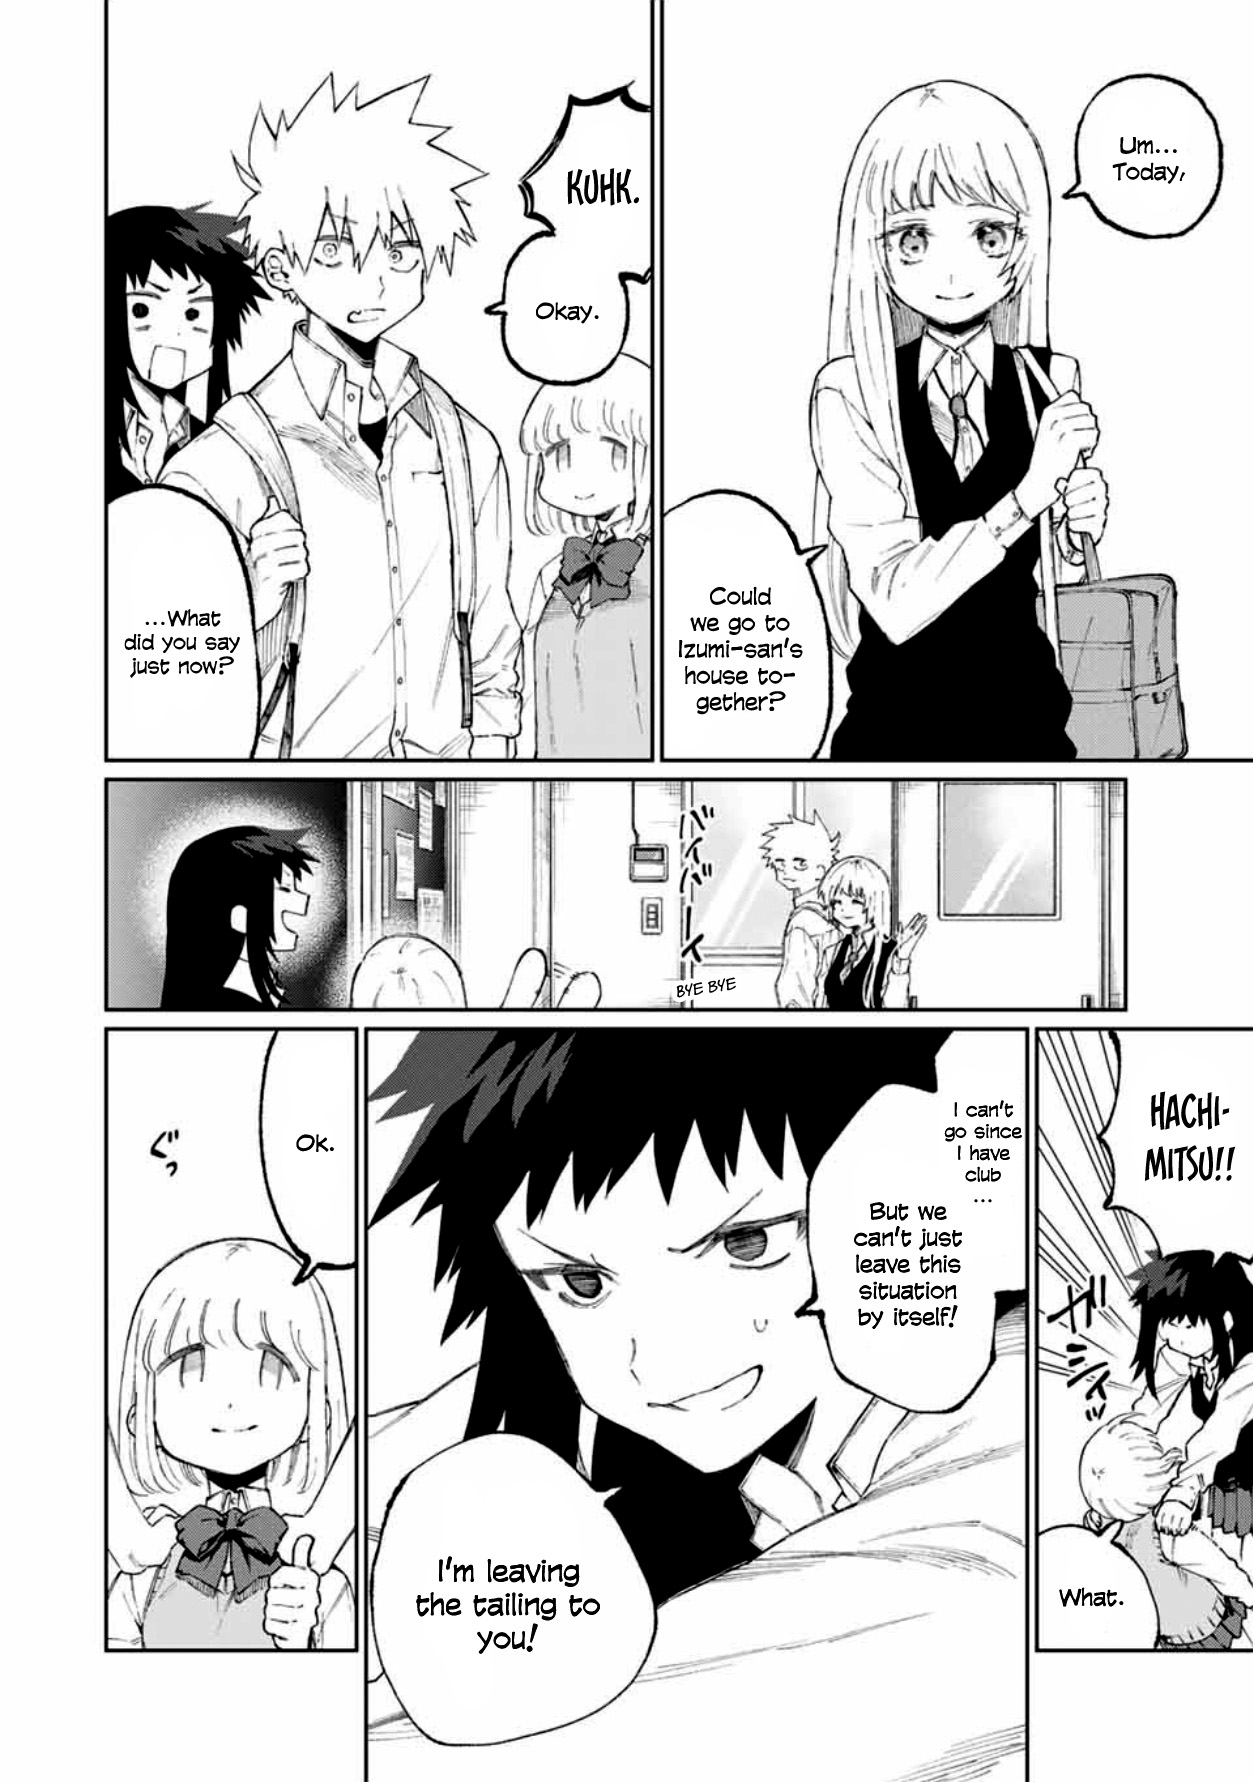 Um...
Today,
Could
we go to
Izumi-san's
house to-
gether?
KUHK.
Okay.
...What
did you say
just now?
バイバーイ
BYE BYE
HACHI-
MITSU!!
What.
I can't
go since
I have
club
...
But we
can't just
leave this
situation
by itself!
I'm leaving
the tailing to
you!
Ok.
ぐっ